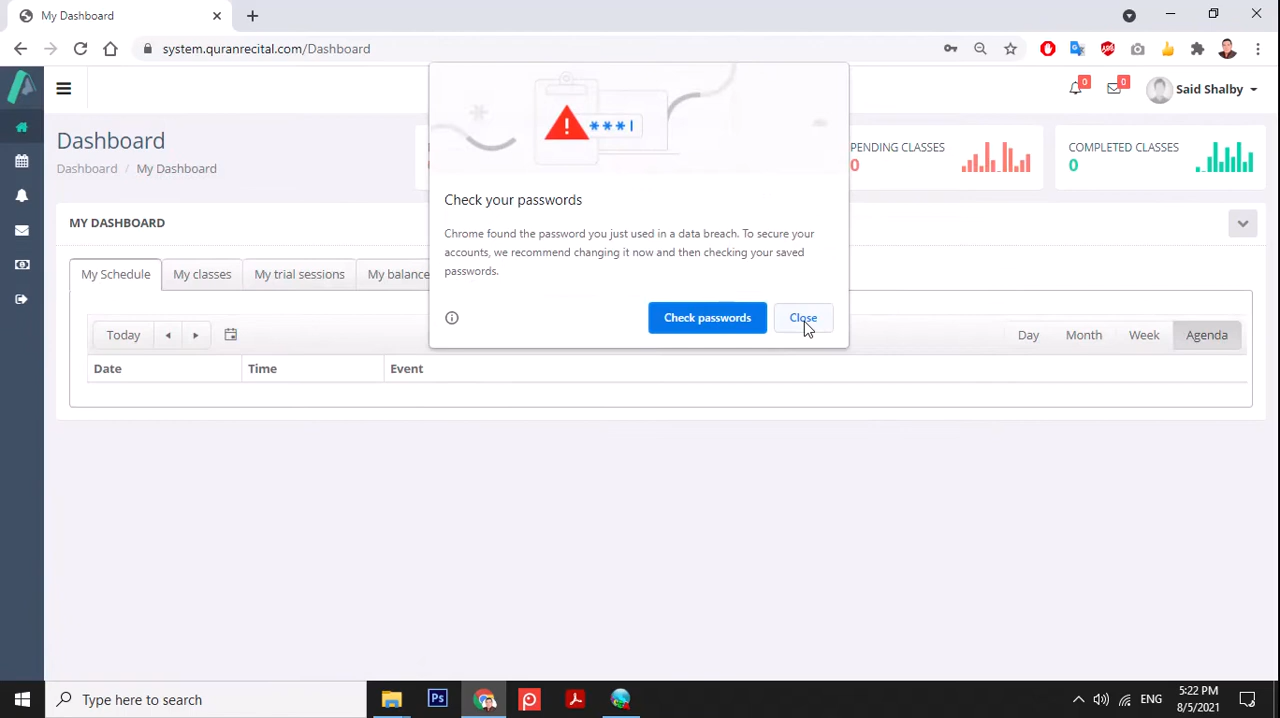 My Dashboard
system.quranrecital.com/Dashboard
0
0
Said Shalby
Dashboard
Dashboard / My Dashboard
PENDING CLASSES
0
COMPLETED CLASSES
0
MY DASHBOARD
My Schedule
My classes
My trial sessions
My balance
Today
Day
Month
Week
Agenda
Date
Time
Event
***
Check your passwords
Chrome found the password you just used in a data breach. To secure your
accounts, we recommend changing it now and then checking your saved
passwords.
Check passwords
Close
Type here to search
Ps
ENG
5:22 PM
8/5/2021